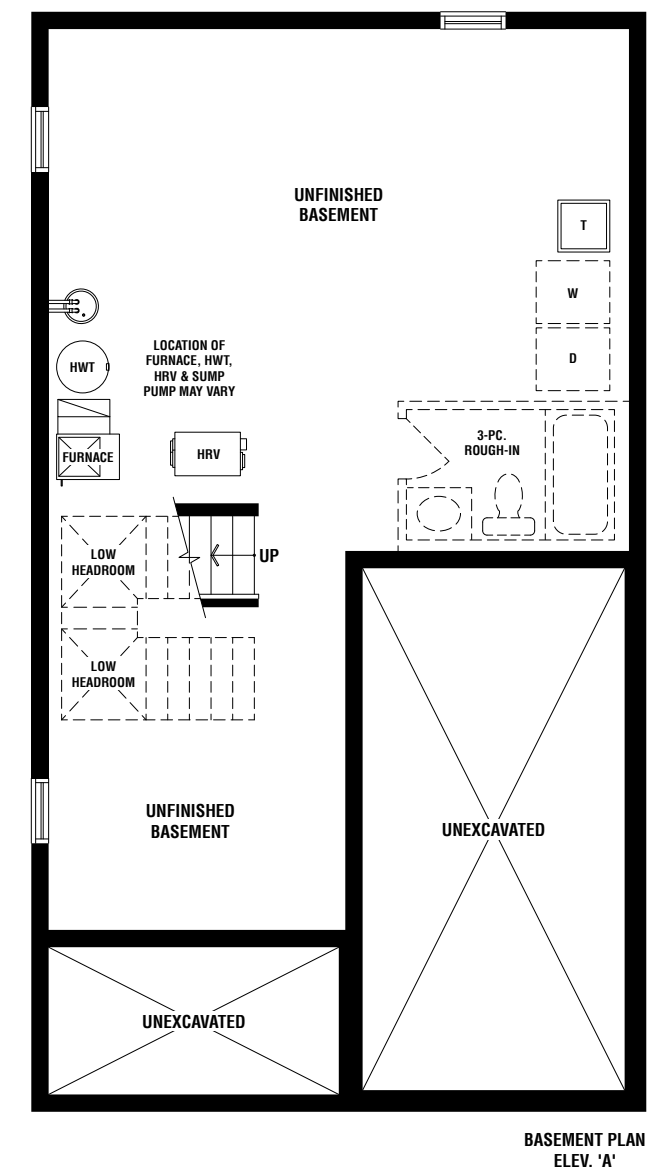 UNFINISHED
BASEMENT
T
W
LOCATION OF
FURNACE, HWT,
HRV & SUMP
PUMP MAY VARY
HWT
D
3-PC.
ROUGH-IN
FURNACE
HRV
LOW
HEADROOM
UP
LOW
HEADROOM
UNFINISHED
BASEMENT
UNEXCAVATED
UNEXCAVATED
BASEMENT PLAN
ELEV. 'A'